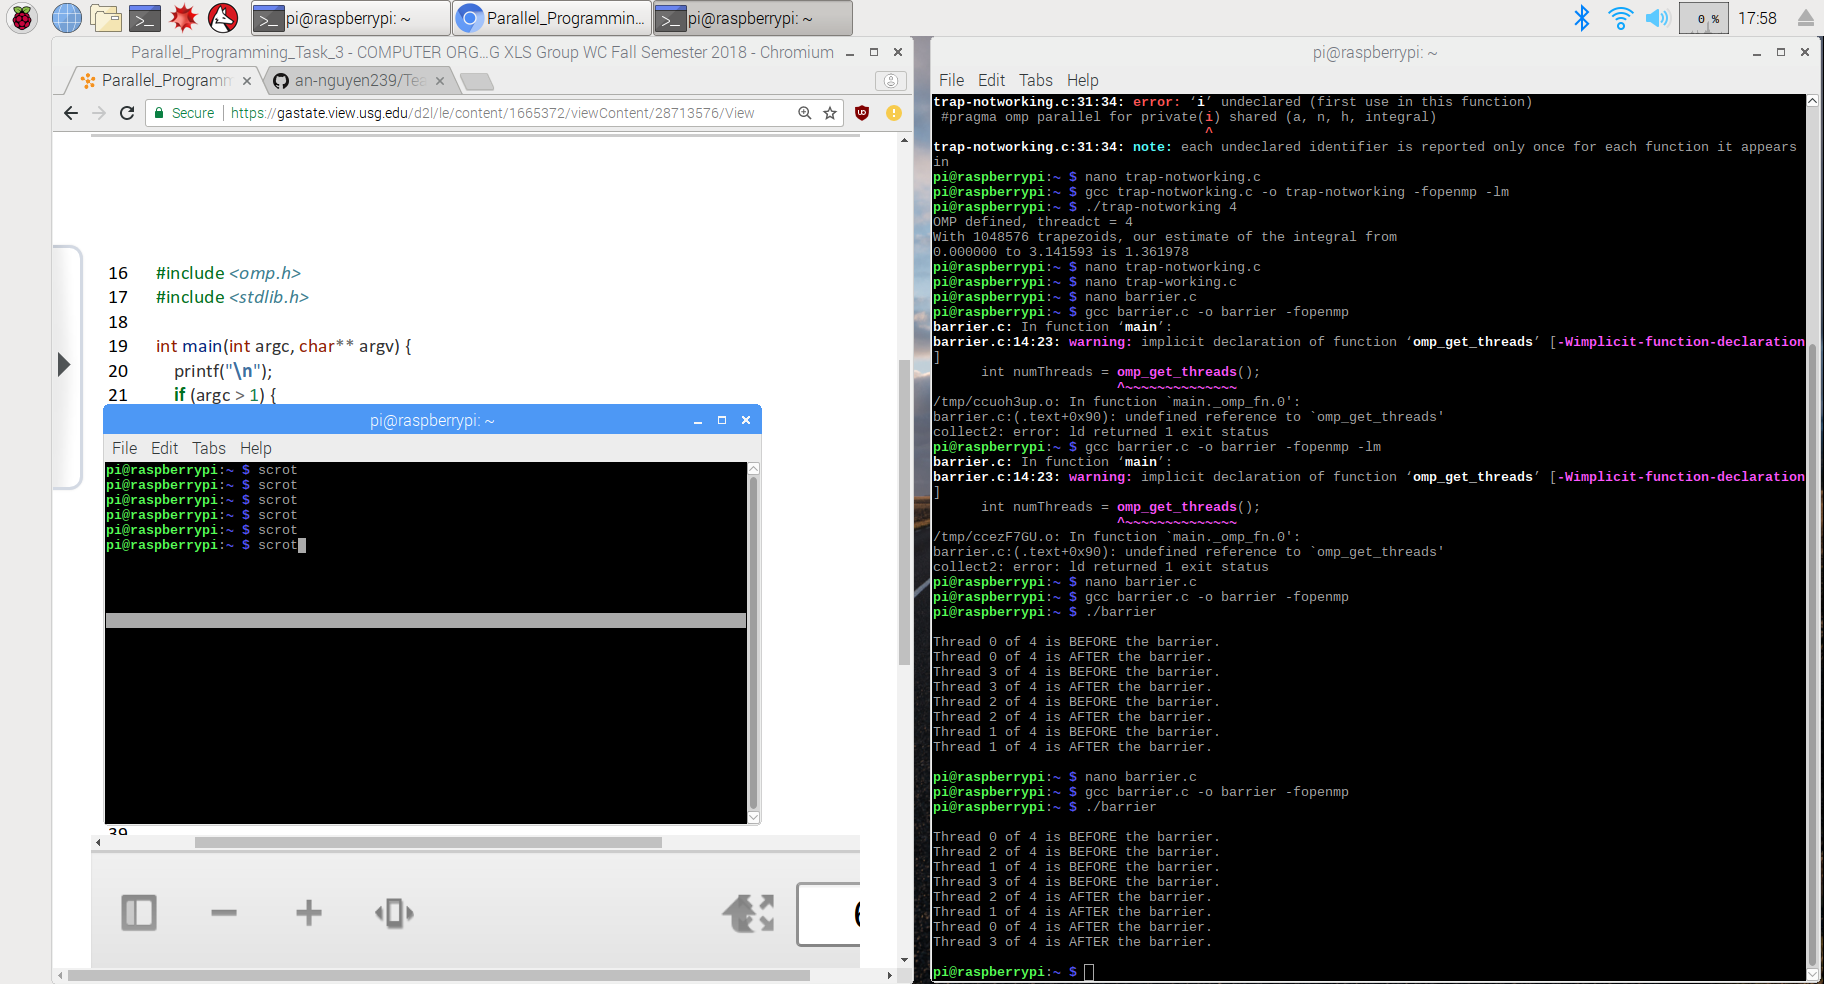 pi@raspberrypi: ~
Parallel_Programmin...
pi@raspberrypi: ~
0 %
17:58
Parallel_Programming_Task_3 - COMPUTER ORG...G XLS Group WC Fall Semester 2018 - Chromium
Parallel_Programm
an-nguyen239/Tea
Secure
https://gastate.view.usg.edu/d2l/le/content/1665372/viewContent/28713576/View
16 #include <omp.h>
17 #include <stdlib.h>
18
19 int main(int argc, char** argv) {
20 printf("\n");
21 if (argc > 1) {
pi@raspberrypi: ~
File Edit Tabs Help
pi@raspberrypi:~ $ scrot
pi@raspberrypi:~ $ scrot
pi@raspberrypi:~ $ scrot
pi@raspberrypi:~ $ scrot
pi@raspberrypi:~ $ scrot
pi@raspberrypi:~ $ scrot
39
pi@raspberrypi: ~
File Edit Tabs Help
trap-notworking.c:31:34: error: ‘i’ undeclared (first use in this function)
#pragma omp parallel for private(i) shared (a, n, h, integral)
^
trap-notworking.c:31:34: note: each undeclared identifier is reported only once for each function it appears
in
pi@raspberrypi:~ $ nano trap-notworking.c
pi@raspberrypi:~ $ gcc trap-notworking.c -o trap-notworking -fopenmp -lm
pi@raspberrypi:~ $ ./trap-notworking 4
OMP defined, threadct = 4
With 1048576 trapezoids, our estimate of the integral from
0.000000 to 3.141593 is 1.361978
pi@raspberrypi:~ $ nano trap-notworking.c
pi@raspberrypi:~ $ nano trap-working.c
pi@raspberrypi:~ $ nano barrier.c
pi@raspberrypi:~ $ gcc barrier.c -o barrier -fopenmp
barrier.c: In function ‘main’:
barrier.c:14:23: warning: implicit declaration of function ‘omp_get_threads’ [-Wimplicit-function-declaration
]
int numThreads = omp_get_threads();
^~~~~~~~~~~~~~~
/tmp/ccuoh3up.o: In function `main._omp_fn.0':
barrier.c:(.text+0x90): undefined reference to `omp_get_threads'
collect2: error: ld returned 1 exit status
pi@raspberrypi:~ $ gcc barrier.c -o barrier -fopenmp -lm
barrier.c: In function ‘main’:
barrier.c:14:23: warning: implicit declaration of function ‘omp_get_threads’ [-Wimplicit-function-declaration
]
int numThreads = omp_get_threads();
^~~~~~~~~~~~~~~
/tmp/ccezF7GU.o: In function `main._omp_fn.0':
barrier.c:(.text+0x90): undefined reference to `omp_get_threads'
collect2: error: ld returned 1 exit status
pi@raspberrypi:~ $ nano barrier.c
pi@raspberrypi:~ $ gcc barrier.c -o barrier -fopenmp
pi@raspberrypi:~ $ ./barrier
Thread 0 of 4 is BEFORE the barrier.
Thread 0 of 4 is AFTER the barrier.
Thread 3 of 4 is BEFORE the barrier.
Thread 3 of 4 is AFTER the barrier.
Thread 2 of 4 is BEFORE the barrier.
Thread 2 of 4 is AFTER the barrier.
Thread 1 of 4 is BEFORE the barrier.
Thread 1 of 4 is AFTER the barrier.
pi@raspberrypi:~ $ nano barrier.c
pi@raspberrypi:~ $ gcc barrier.c -o barrier -fopenmp
pi@raspberrypi:~ $ ./barrier
Thread 0 of 4 is BEFORE the barrier.
Thread 2 of 4 is BEFORE the barrier.
Thread 1 of 4 is BEFORE the barrier.
Thread 3 of 4 is BEFORE the barrier.
Thread 2 of 4 is AFTER the barrier.
Thread 1 of 4 is AFTER the barrier.
Thread 0 of 4 is AFTER the barrier.
Thread 3 of 4 is AFTER the barrier.
pi@raspberrypi:~ $